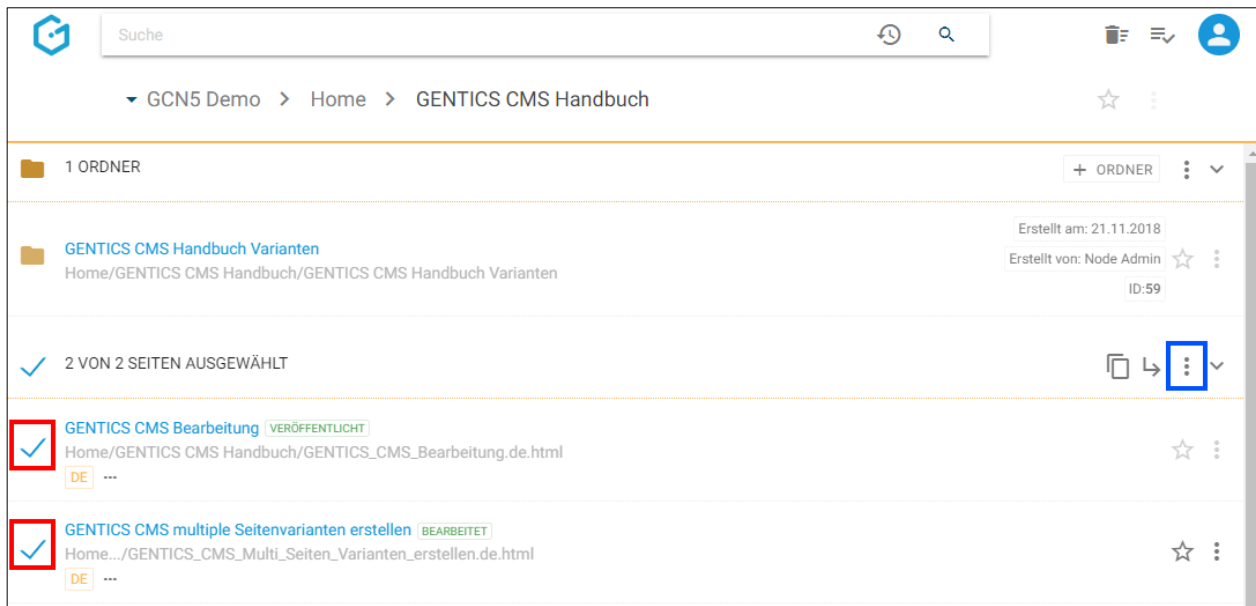 Suche
GCN5 Demo > Home > GENTICS CMS Handbuch
1 ORDNER
+ ORDNER
GENTICS CMS Handbuch Varianten
Home/GENTICS CMS Handbuch/GENTICS CMS Handbuch Varianten
Erstellt am: 21.11.2018
Erstellt von: Node Admin
ID:59
2 VON 2 SEITEN AUSGEWÄHLT
GENTICS CMS Bearbeitung VERÖFFENTLICHT
Home/GENTICS CMS Handbuch/GENTICS_CMS_Bearbeitung.de.html
DE ---
GENTICS CMS multiple Seitenvarianten erstellen BEARBEITET
Home.../GENTICS_CMS_Multi_Seiten_Varianten_erstellen.de.html
DE ---